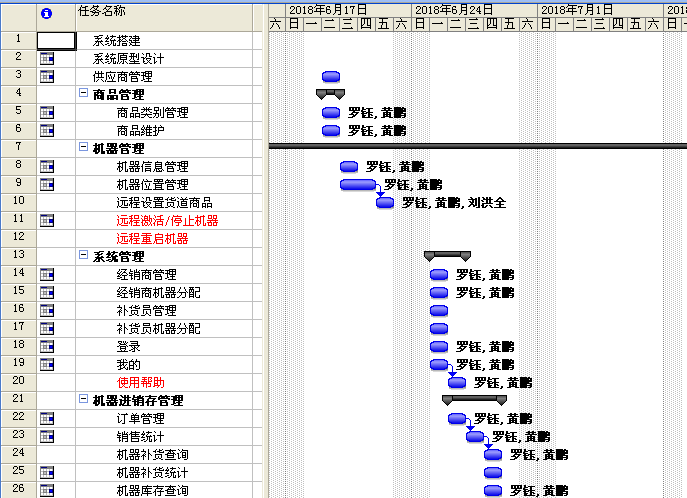 任务名称 2018年6月17日 2018年6月24日 2018年7月1日 2018
六 日 一 二 三 四 五 六 日 一 二 三 四 五 六 日 一 二 三 四 五 六 日
1 系统搭建
2 系统原型设计
3 供应商管理
4 商品管理
5 商品类别管理 罗钰,黄鹏
6 商品维护 罗钰,黄鹏
7 机器管理
8 机器信息管理 罗钰,黄鹏
9 机器位置管理 罗钰,黄鹏
10 远程设置货道商品 罗钰,黄鹏,刘洪全
11 远程激活/停止机器
12 远程重启机器
13 系统管理
14 经销商管理 罗钰,黄鹏
15 经销商机器分配 罗钰,黄鹏
16 补货员管理
17 补货员机器分配
18 登录 罗钰,黄鹏
19 我的 罗钰,黄鹏
20 使用帮助 罗钰,黄鹏
21 机器进销存管理
22 订单管理 罗钰,黄鹏
23 销售统计 罗钰,黄鹏
24 机器补货查询 罗钰,黄鹏
25 机器补货统计
26 机器库存查询 罗钰,黄鹏